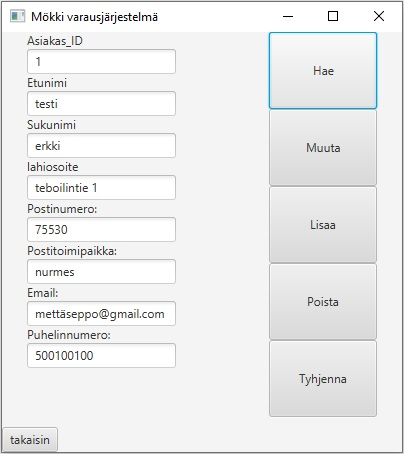 Mökki varausjärjestelmä
Asiakas_ID
1
Etunimi
testi
Sukunimi
erkki
lahiosoite
teboilintie 1
Postinumero:
75530
Postitoimipaikka:
nurmes
Email:
mettäseppo@gmail.com
Puhelinnumero:
500100100
Hae
Muuta
Lisaa
Poista
Tyhjenna
takaisin